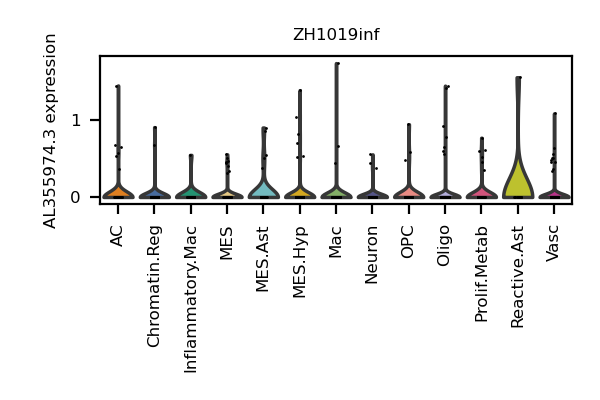 ZH1019inf
AL355974.3 expression
1
0
AC
Chromatin.Reg
Inflammatory.Mac
MES
MES.Ast
MES.Hyp
Mac
Neuron
OPC
Oligo
Prolif.Metab
Reactive.Ast
Vasc